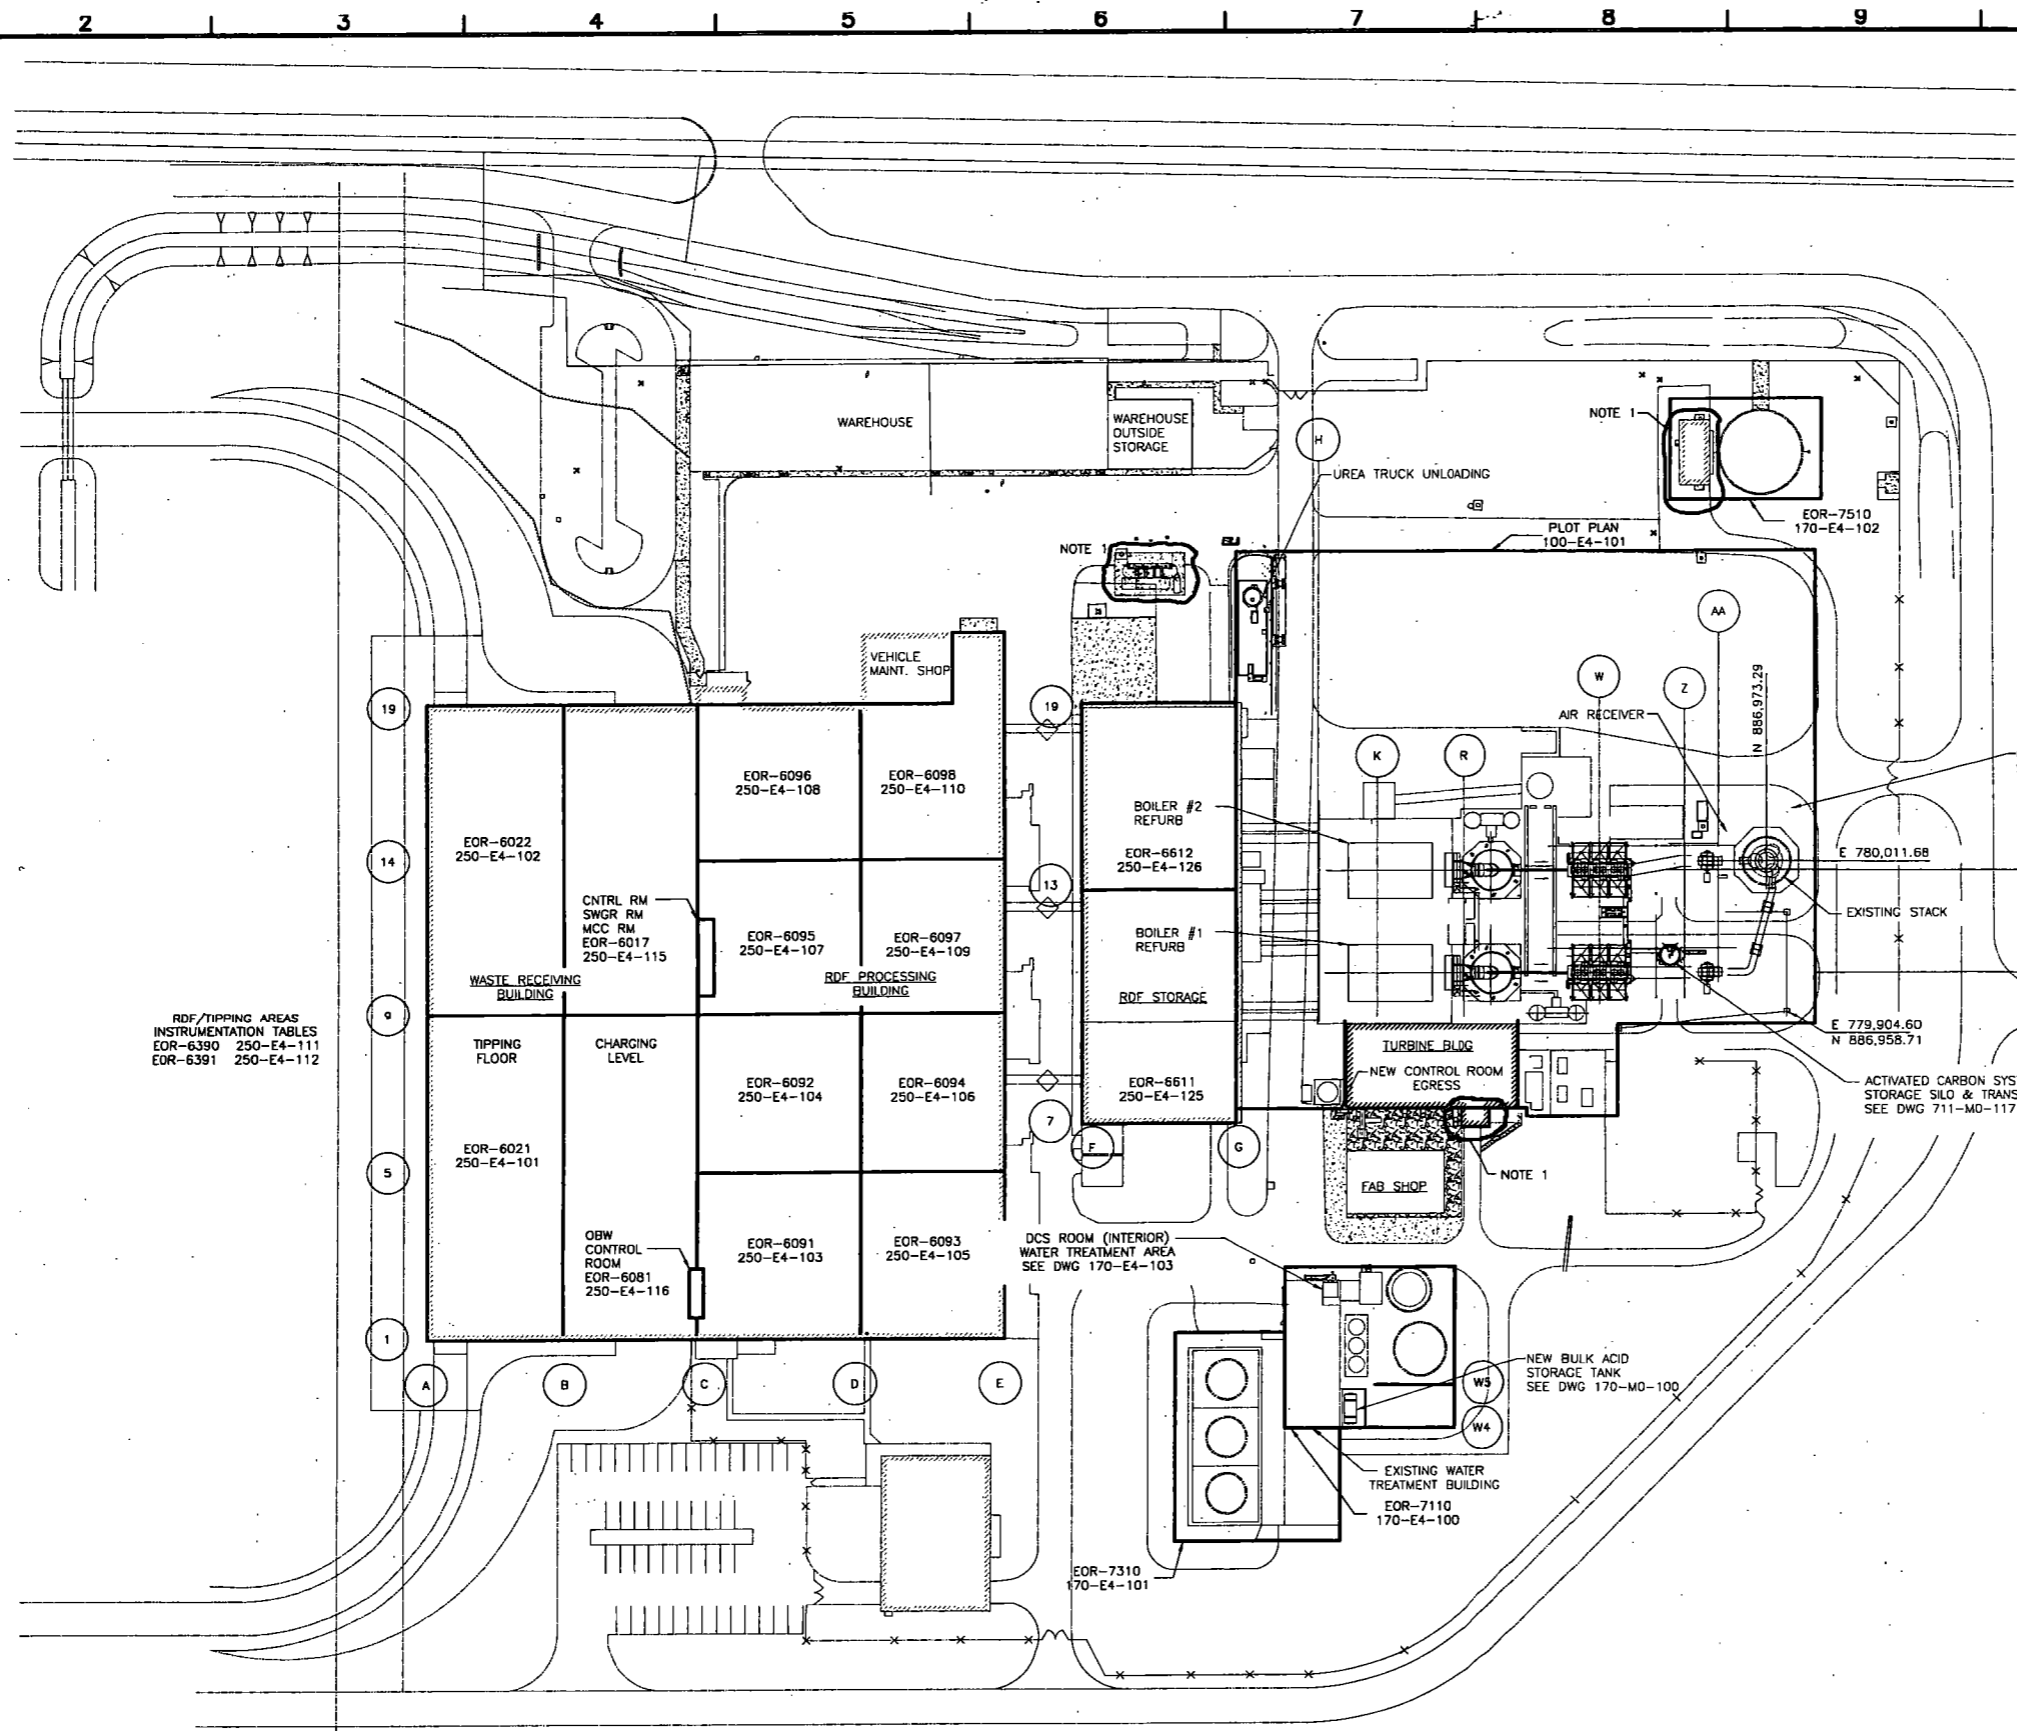 2 3 4 5 6 7 8 9
WAREHOUSE
WAREHOUSE
OUTSIDE
STORAGE
NOTE 1
H
UREA TRUCK UNLOADING
EOR-7510
170-E4-102
PLOT PLAN
100-E4-101
NOTE 1
AA
VEHICLE
MAINT. SHOP
W
Z
N 886,973.29
19
19
AIR RECEIVER
K
R
EOR-6096
250-E4-108
EOR-6098
250-E4-110
BOILER #2
REFURB
EOR-6022
250-E4-102
EOR-6612
250-E4-126
14
E 780,011.68
13
CNTRL RM
SWGR RM
MCC RM
EOR-6017
250-E4-115
EOR-6095
250-E4-107
EOR-6097
250-E4-109
BOILER #1
REFURB
EXISTING STACK
WASTE RECEIVING
BUILDING
RDF PROCESSING
BUILDING
RDF STORAGE
9
RDF/TIPPING AREAS
INSTRUMENTATION TABLES
EOR-6390 250-E4-111
EOR-6391 250-E4-112
TIPPING
FLOOR
CHARGING
LEVEL
E 779,904.60
N 886,958.71
TURBINE BLDG
NEW CONTROL ROOM
EGRESS
EOR-6092
250-E4-104
EOR-6094
250-E4-106
EOR-6611
250-E4-125
ACTIVATED CARBON SYS
STORAGE SILO & TRANS
SEE DWG 711-MO-117
7
F
G
EOR-6021
250-E4-101
5
NOTE 1
FAB SHOP
OBW
CONTROL
ROOM
EOR-6081
250-E4-116
EOR-6091
250-E4-103
EOR-6093
250-E4-105
DCS ROOM (INTERIOR)
WATER TREATMENT AREA
SEE DWG 170-E4-103
1
A
B
C
D
E
NEW BULK ACID
STORAGE TANK
SEE DWG 170-MO-100
W5
W4
EXISTING WATER
TREATMENT BUILDING
EOR-7110
170-E4-100
EOR-7310
170-E4-101